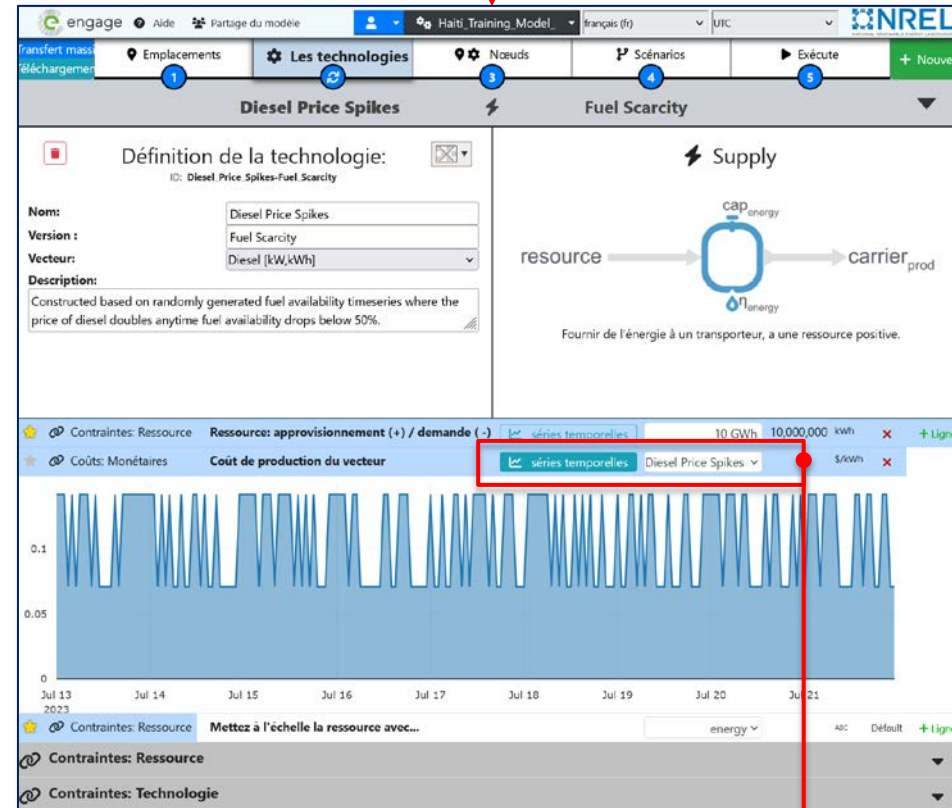 engage Aide Partage du modèle Haiti_Training_Model_ français (fr) UTC NREL
Transfert massi
Téléchargemen
Emplacements Les technologies Nœuds Scénarios Exécute + Nouve
1 3 4 5
Diesel Price Spikes Fuel Scarcity
Définition de la technologie:
ID: Diesel_Price_Spikes-Fuel_Scarcity
Nom: Diesel Price Spikes
Version : Fuel Scarcity
Vecteur: Diesel [kW,kWh]
Description:
Constructed based on randomly generated fuel availability timeseries where the
price of diesel doubles anytime fuel availability drops below 50%.
Supply
cap energy
resource carrier prod
η energy
Fournir de l'énergie à un transporteur, a une ressource positive.
Contraintes: Ressource Ressource: approvisionnement (+) / demande ( -) séries temporelles 10 GWh 10,000,000 kWh × + Lign
Coûts: Monétaires Coût de production du vecteur séries temporelles Diesel Price Spikes $/kWh ×
0.1
0.05
0
Jul 13 Jul 14 Jul 15 Jul 16 Jul 17 Jul 18 Jul 19 Jul 20 Jul 21
2023
Contraintes: Ressource Mettez à l'échelle la ressource avec... energy ABC Défault + Lign
Contraintes: Ressource
Contraintes: Technologie